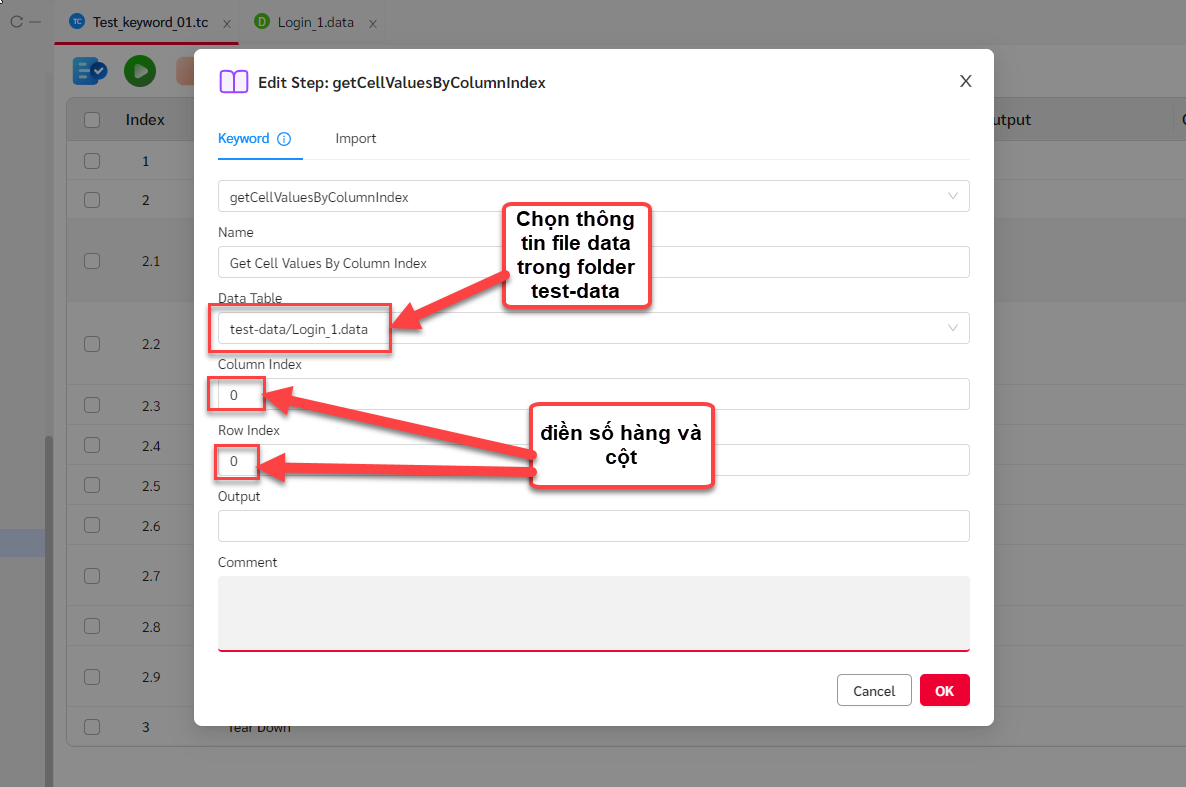 TC Test_keyword_01.tc x D Login_1.data x
Edit Step: getCellValuesByColumnIndex X
Index
utput
Keyword i Import
1
getCellValuesByColumnIndex
2
Chọn thông
tin file data
trong folder
test-data
Name
2.1
Get Cell Values By Column Index
Data Table
test-data/Login_1.data
2.2
Column Index
0
2.3
Row Index
điền số hàng và
cột
2.4
0
2.5
Output
2.6
Comment
2.7
2.8
2.9
Cancel OK
3 Tear Down